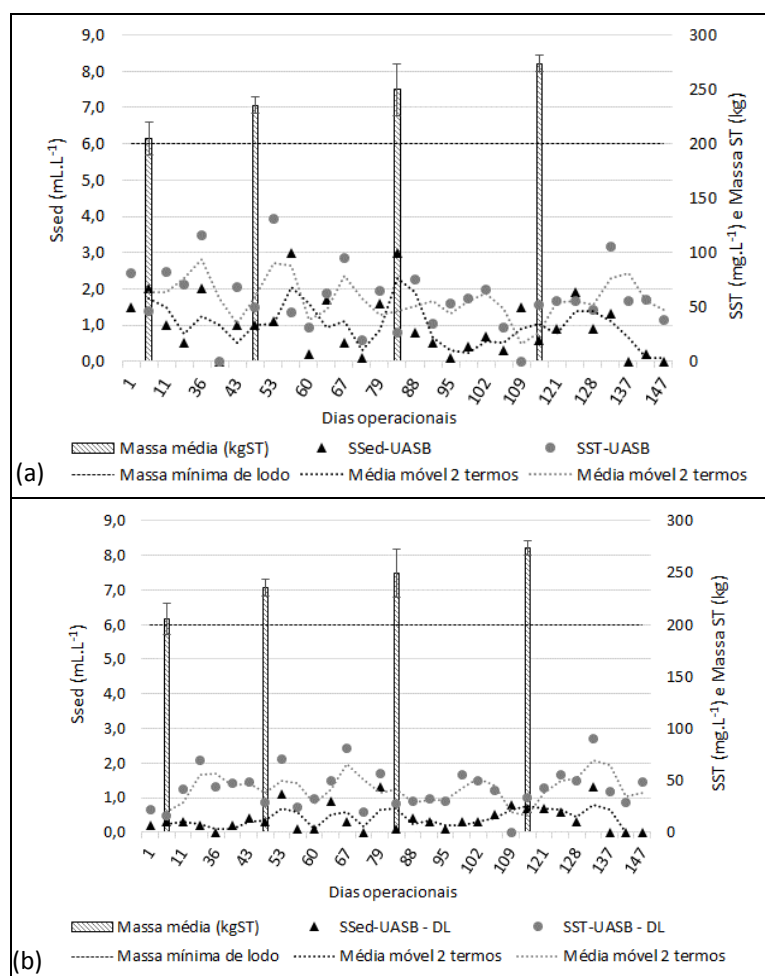 9,0
8,0
7,0
6,0
5,0
4,0
3,0
2,0
1,0
0,0
Ssed (mL.L⁻¹)
300
250
200
150
100
50
0
SST (mg.L⁻¹) e Massa ST (kg)
1 11 36 43 53 60 67 79 88 95 102 109 121 128 137 147
Dias operacionais
Massa média (kgST) SSed-UASB SST-UASB
Massa mínima de lodo Média móvel 2 termos Média móvel 2 termos
(a)
9,0
8,0
7,0
6,0
5,0
4,0
3,0
2,0
1,0
0,0
Ssed (mL.L⁻¹)
300
250
200
150
100
50
0
SST (mg.L⁻¹) e Massa ST (kg)
1 11 36 43 53 60 67 79 88 95 102 109 121 128 137 147
Dias operacionais
Massa média (kgST) SSed-UASB - DL SST-UASB - DL
Massa mínima de lodo Média móvel 2 termos Média móvel 2 termos
(b)